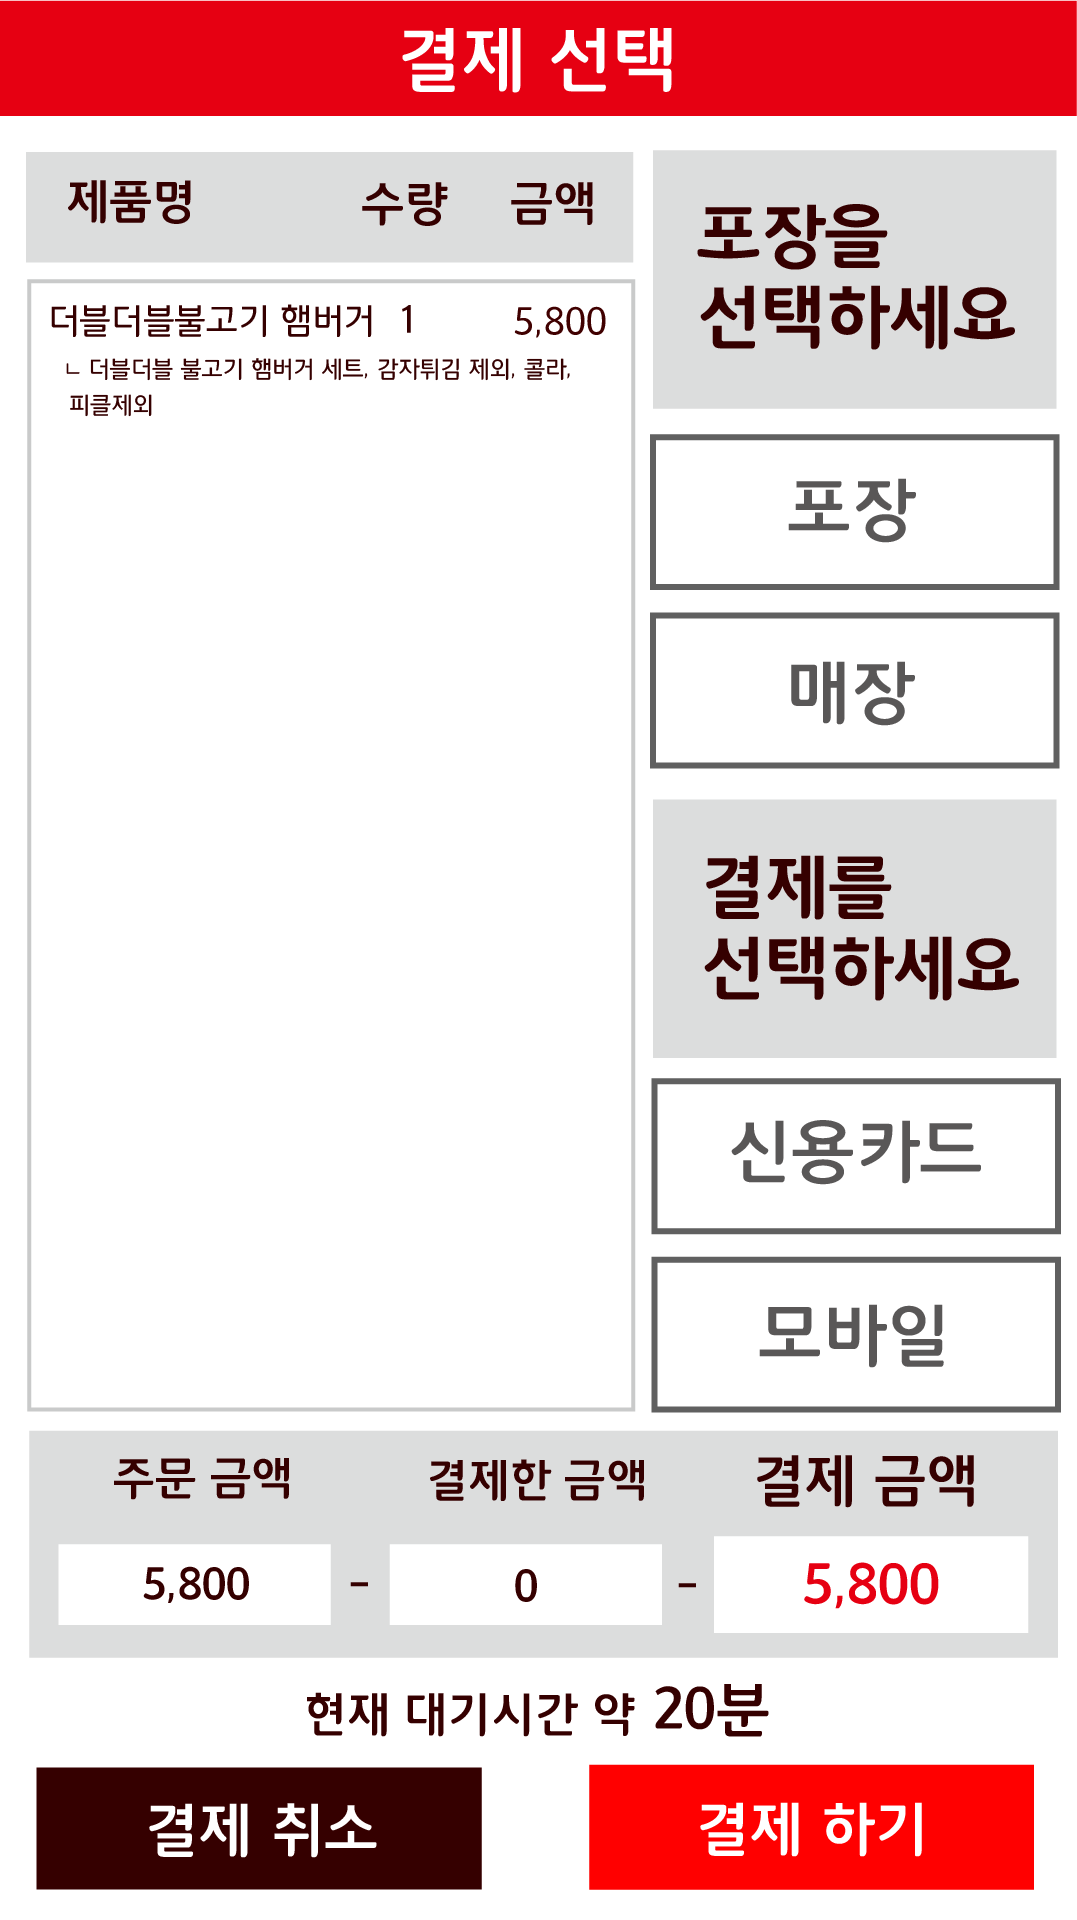 결제 선택
제품명 수량 금액
더블더블불고기 햄버거 1 5,800
ㄴ 더블더블 불고기 햄버거 세트, 감자튀김 제외, 콜라,
피클제외
포장을
선택하세요
포장
매장
결제를
선택하세요
신용카드
모바일
주문 금액 결제한 금액 결제 금액
5,800 - 0 - 5,800
현재 대기시간 약 20분
결제 취소 결제 하기